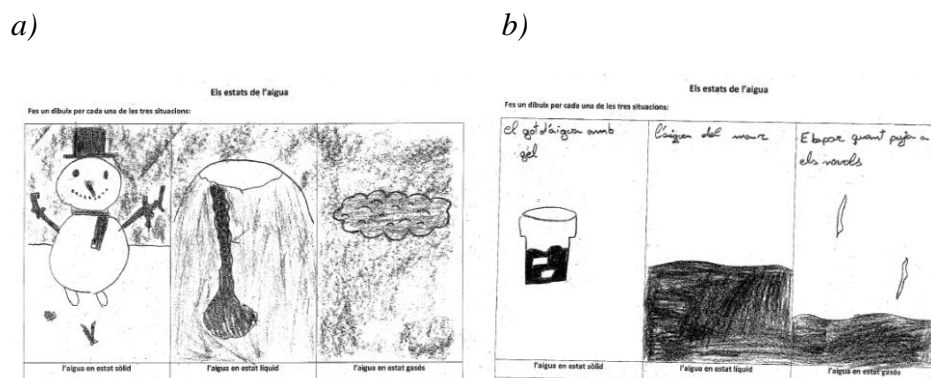 a)
b)
Els estats de l'aigua
Fes un dibuix per cada una de les tres situacions:
l'aigua en estat sòlid
l'aigua en estat líquid
l'aigua en estat gasós
Els estats de l'aigua
Fes un dibuix per cada una de les tres situacions:
el got d'aigua amb
gel
l'aigua del mar
Elbapor quant puja a
els novols
l'aigua en estat sòlid
l'aigua en estat líquid
l'aigua en estat gasós